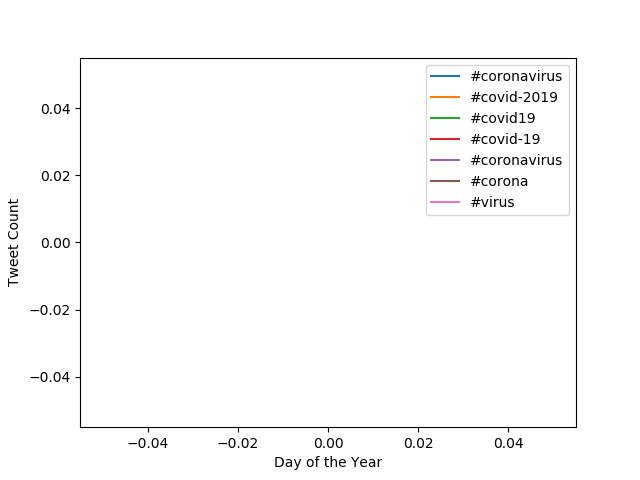 #coronavirus
#covid-2019
#covid19
#covid-19
#coronavirus
#corona
#virus
0.04
0.02
0.00
−0.02
−0.04
Tweet Count
−0.04 −0.02 0.00 0.02 0.04
Day of the Year